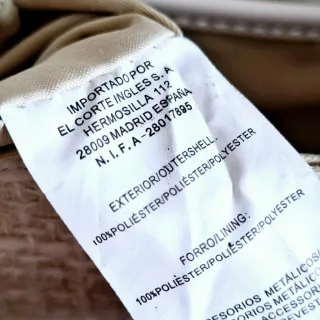 IMPORTADO POR
EL CORTE INGLES S. A
HERMOSILLA 112
28009 MADRID ESPAÑA
N. I. F. A-28017895
EXTERIOR/OUTERSHELL:
100%POLIÉSTER/POLIÉSTER/POLYESTER
FORRO/LINING:
100%POLIÉSTER/POLIÉSTER/POLYESTER
ACCESORIOS METÁLICOS